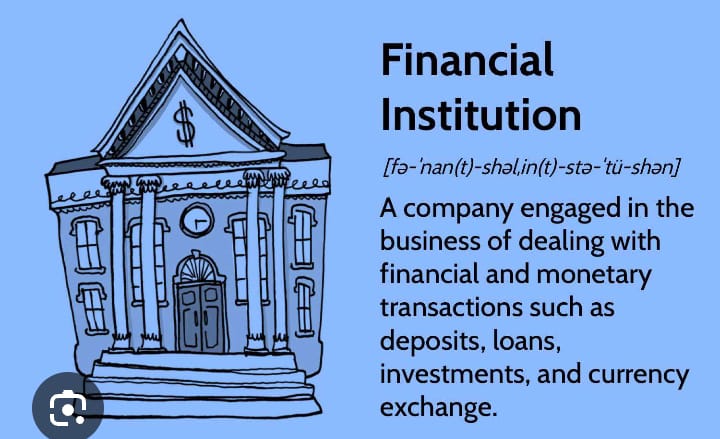 $
Financial
Institution
[fə-ˈnan(t)-shəl,in(t)-stə-ˈtü-shən]
A company engaged in the
business of dealing with
financial and monetary
transactions such as
deposits, loans,
investments, and currency
exchange.